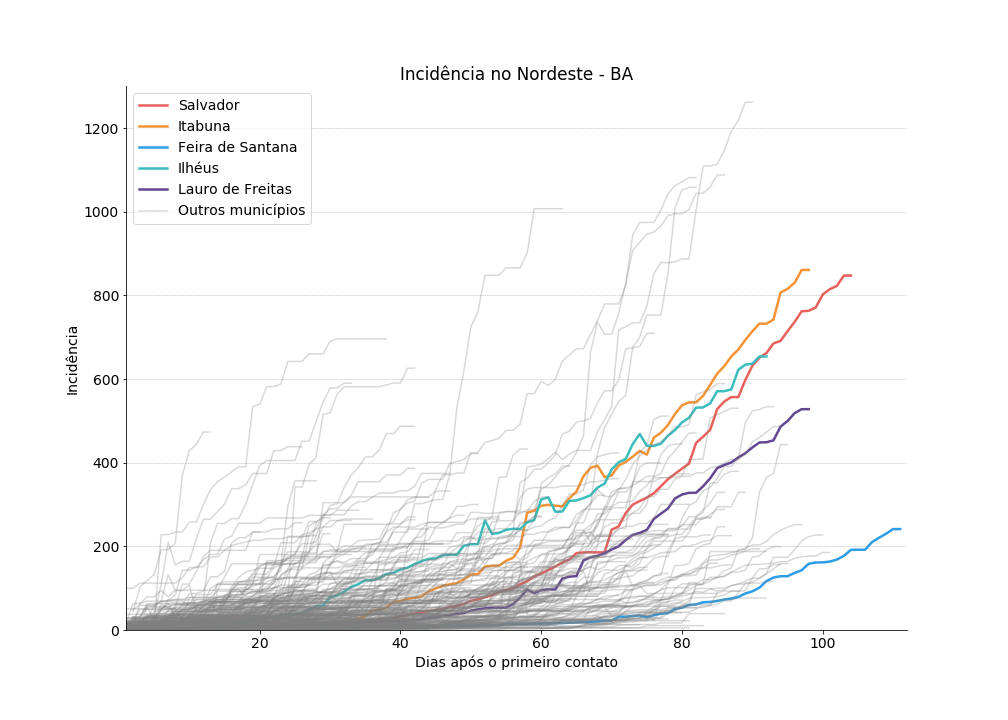 Incidência no Nordeste - BA
Salvador
Itabuna
Feira de Santana
Ilhéus
Lauro de Freitas
Outros municípios
1200
1000
800
600
400
200
0
Incidência
20 40 60 80 100
Dias após o primeiro contato